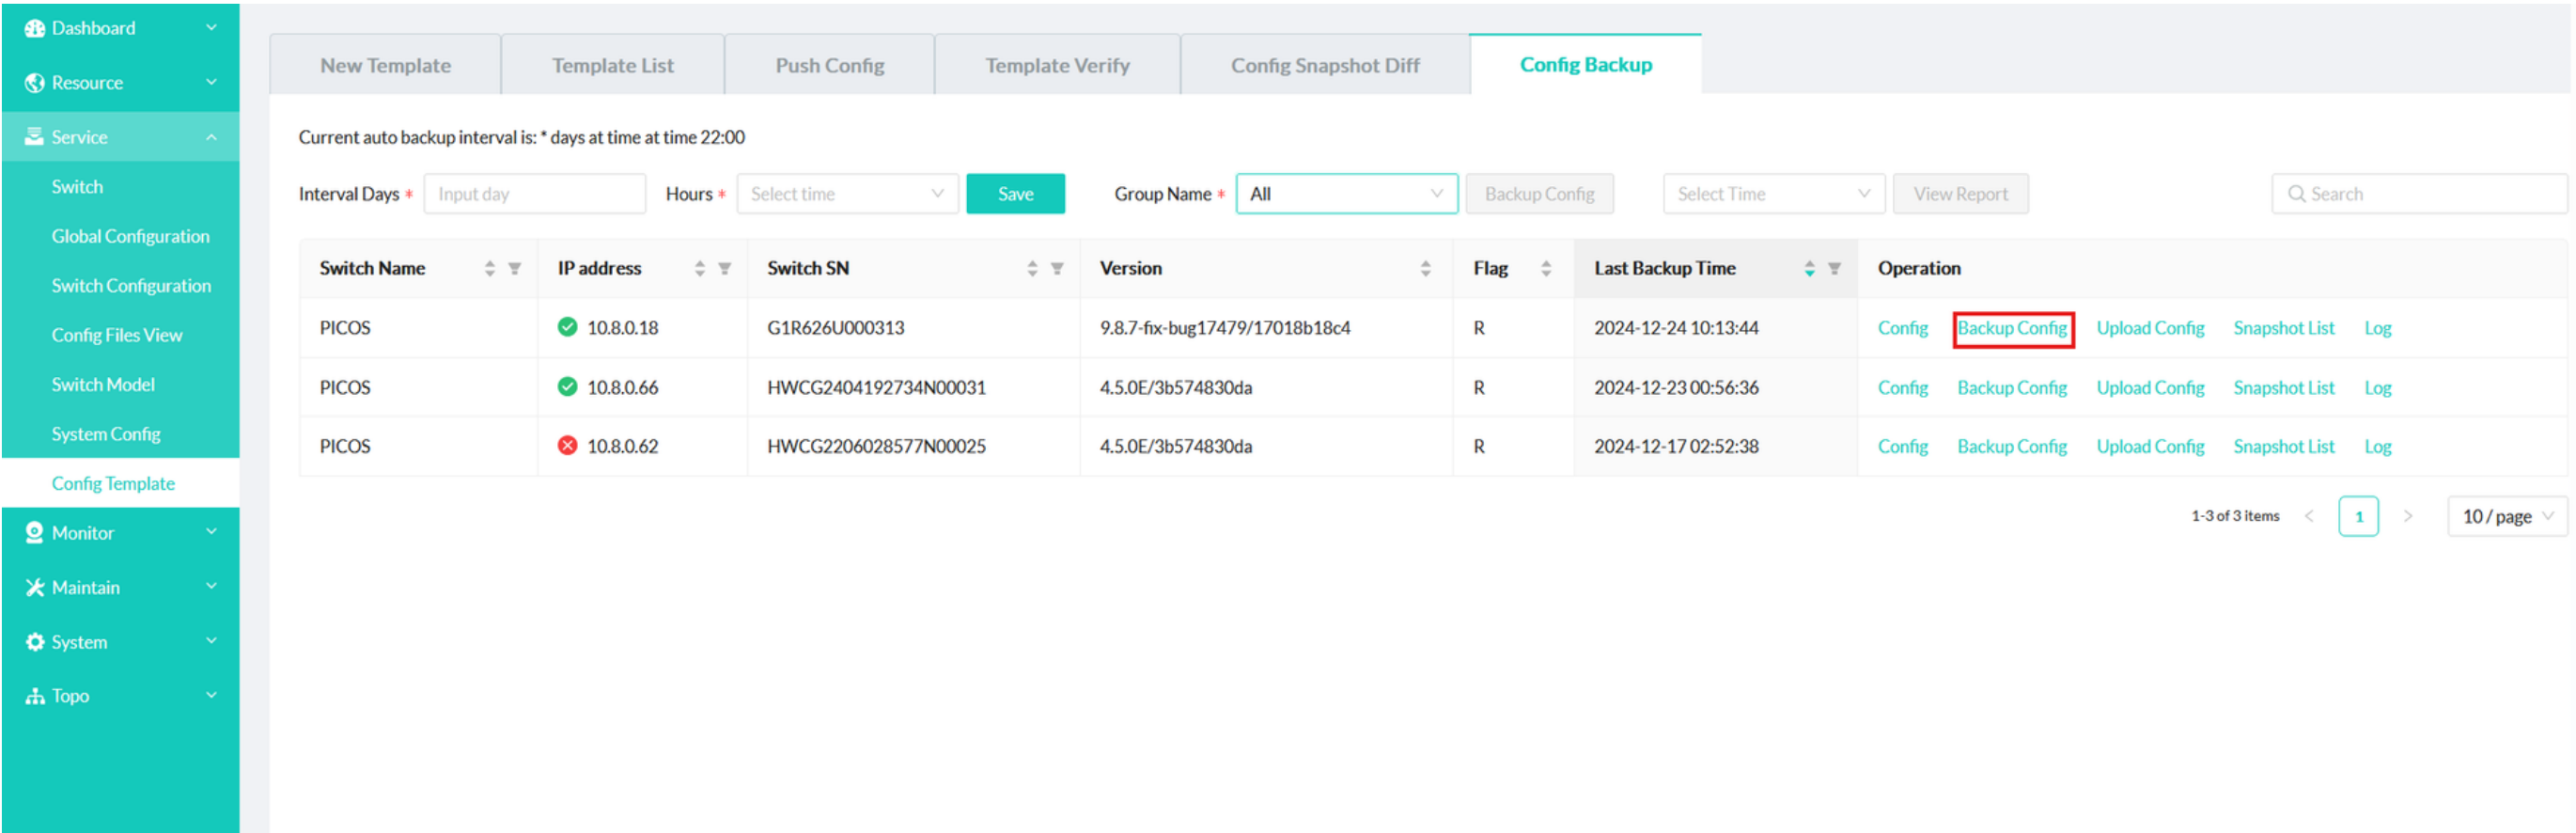 Dashboard
Resource
Service
Switch
Global Configuration
Switch Configuration
Config Files View
Switch Model
System Config
Config Template
Monitor
Maintain
System
Topo
New Template Template List Push Config Template Verify Config Snapshot Diff Config Backup
Current auto backup interval is: * days at time at time 22:00
Interval Days * Input day Hours * Select time Save Group Name * All Backup Config Select Time View Report Search
Switch Name IP address Switch SN Version Flag Last Backup Time Operation
PICOS 10.8.0.18 G1R626U000313 9.8.7-fix-bug17479/17018b18c4 R 2024-12-24 10:13:44 Config Backup Config Upload Config Snapshot List Log
PICOS 10.8.0.66 HWCG2404192734N00031 4.5.0E/3b574830da R 2024-12-23 00:56:36 Config Backup Config Upload Config Snapshot List Log
PICOS 10.8.0.62 HWCG2206028577N00025 4.5.0E/3b574830da R 2024-12-17 02:52:38 Config Backup Config Upload Config Snapshot List Log
1-3 of 3 items < 1 > 10 / page